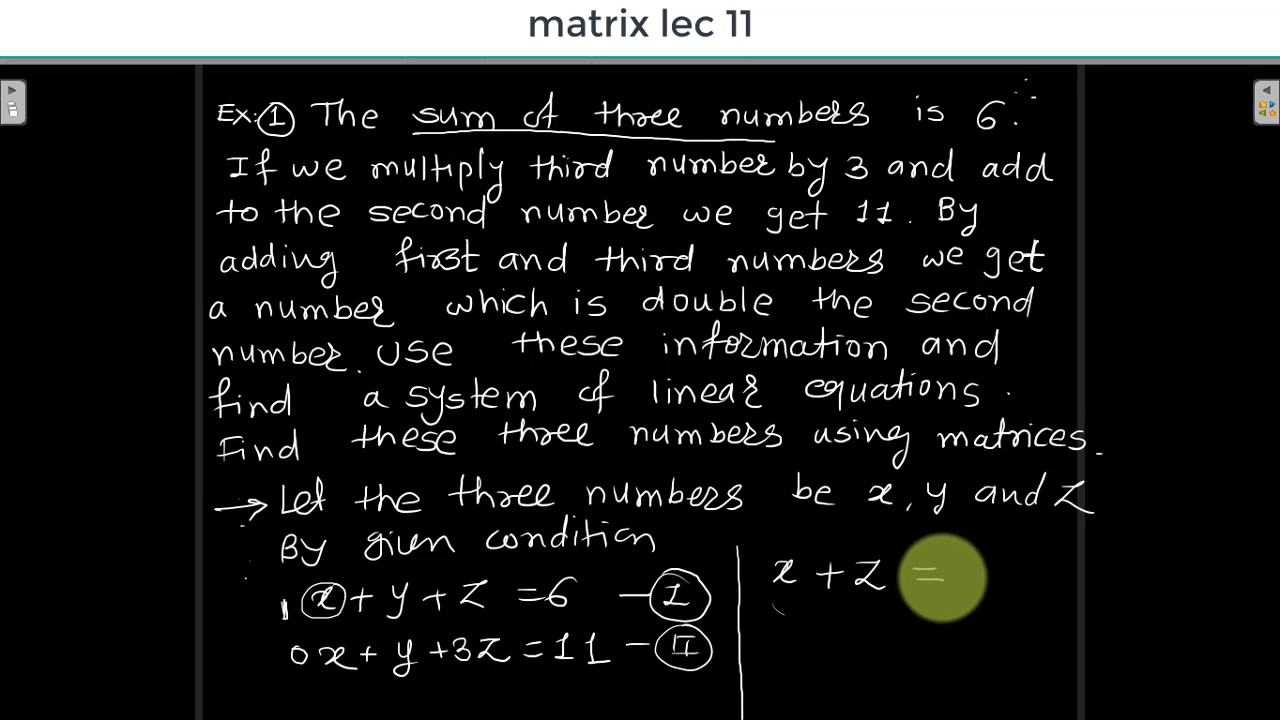 matrix lec 11
Ex: ① The sum of three numbers is 6.
If we multiply third number by 3 and add
to the second number we get 11. By
adding first and third numbers we get
a number which is double the second
number. Use these information and
find a system of linear equations.
Find these three numbers using matrices.
→ Let the three numbers be x, y and z
By given condition
1 x + y + z = 6 — Ⓘ
0x + y + 3z = 11 — Ⅱ
x + z =